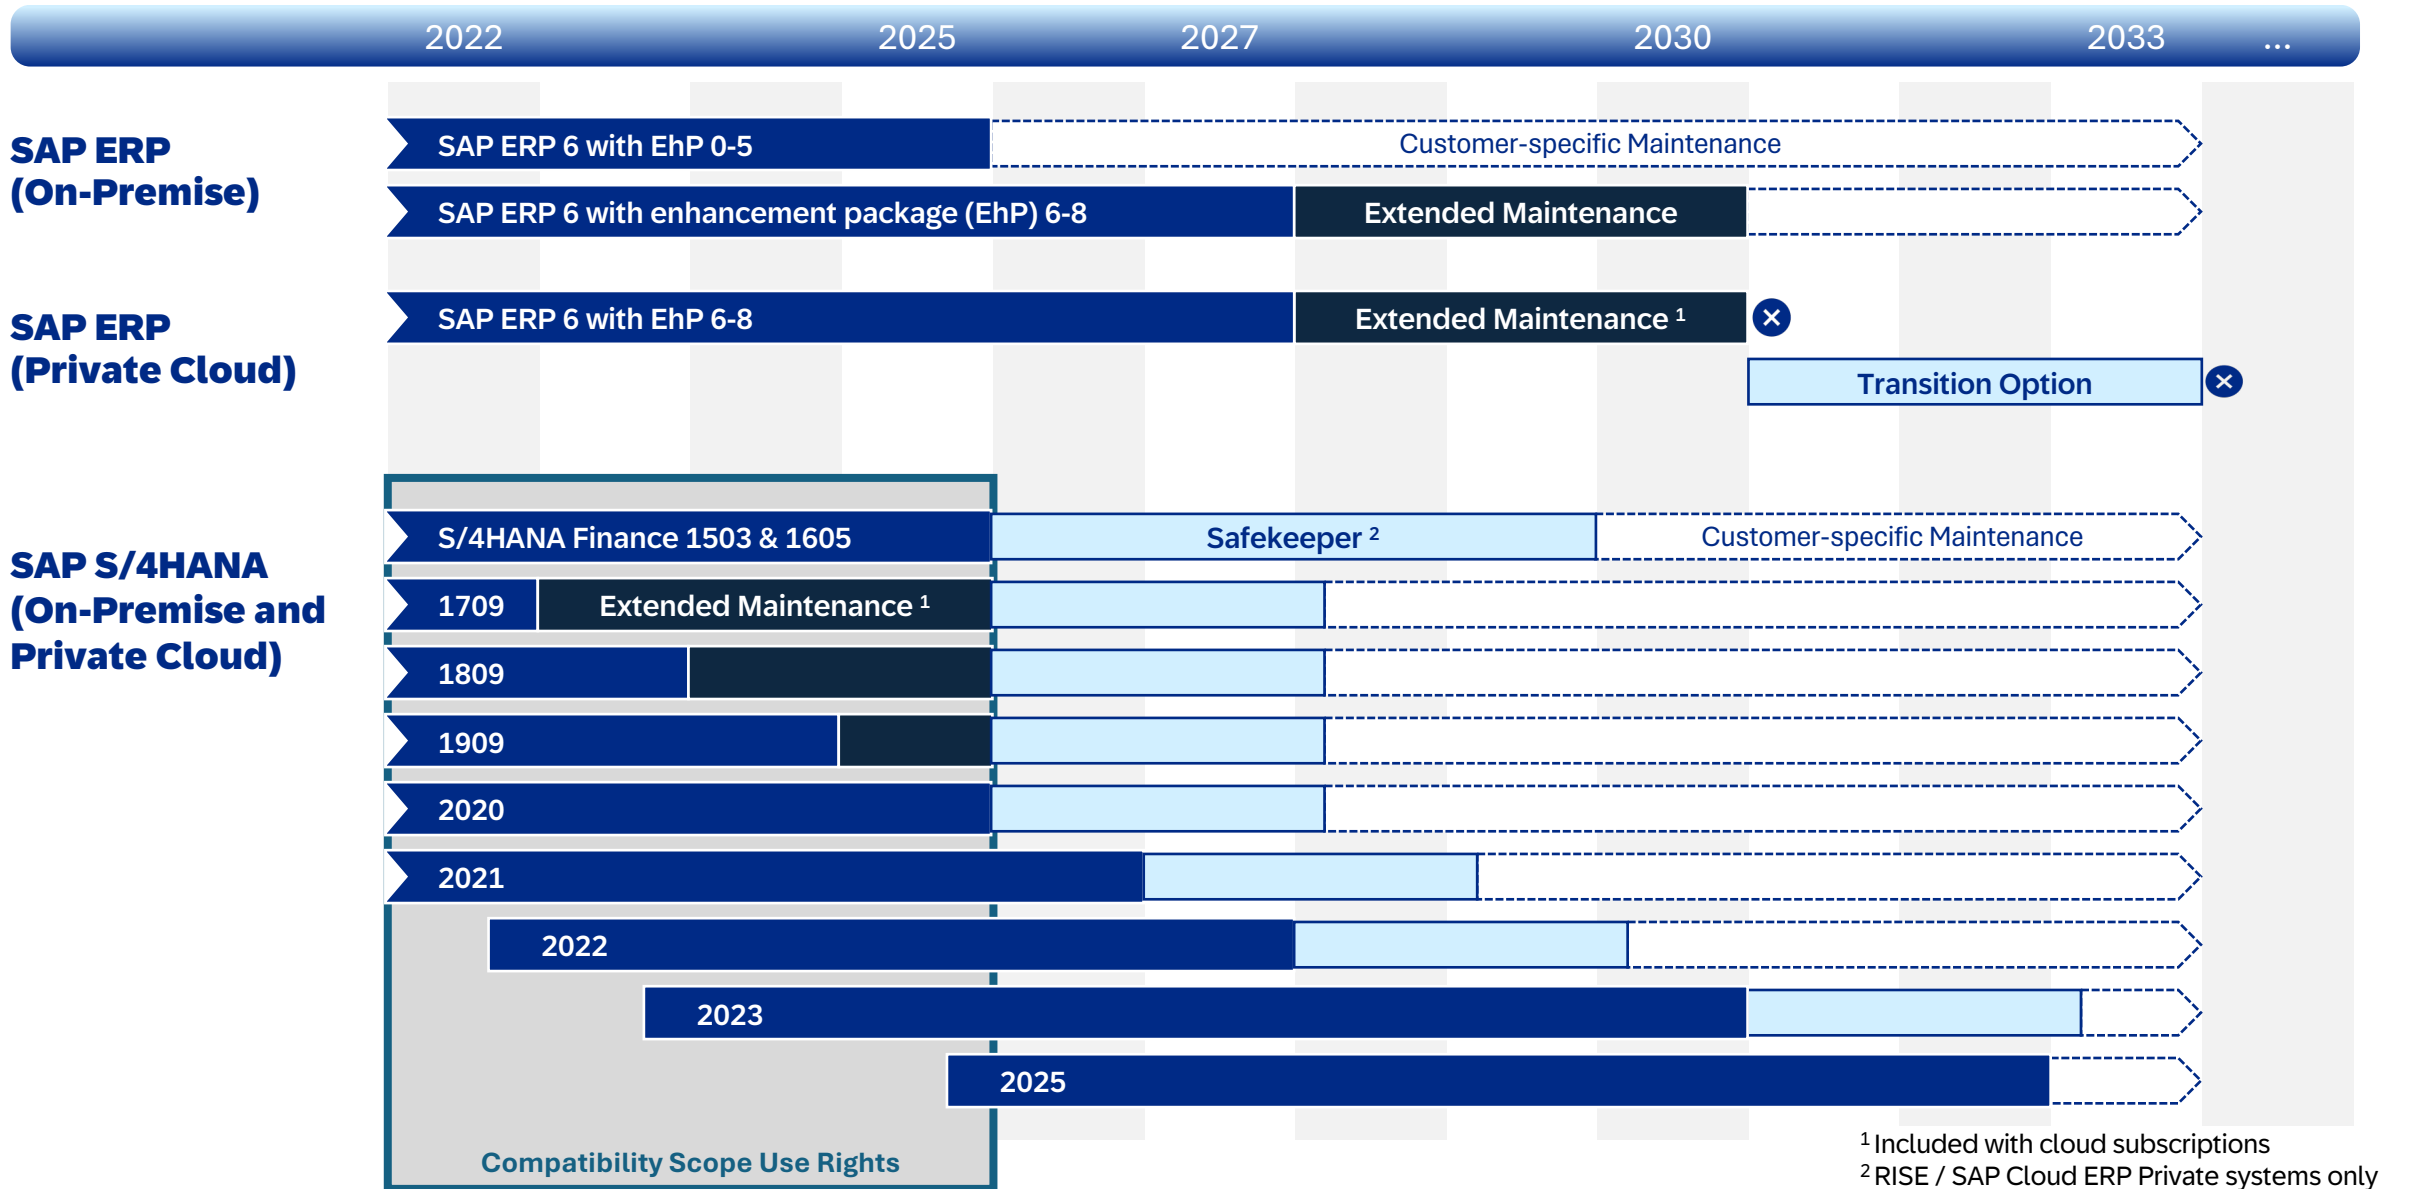 2022 2025 2027 2030 2033 ...
SAP ERP
(On-Premise)
SAP ERP 6 with EhP 0-5
Customer-specific Maintenance
SAP ERP 6 with enhancement package (EhP) 6-8
Extended Maintenance
SAP ERP
(Private Cloud)
SAP ERP 6 with EhP 6-8
Extended Maintenance ¹
Transition Option
SAP S/4HANA
(On-Premise and
Private Cloud)
S/4HANA Finance 1503 & 1605
Safekeeper ²
Customer-specific Maintenance
1709
Extended Maintenance ¹
1809
1909
2020
2021
2022
2023
2025
Compatibility Scope Use Rights
¹ Included with cloud subscriptions
² RISE / SAP Cloud ERP Private systems only